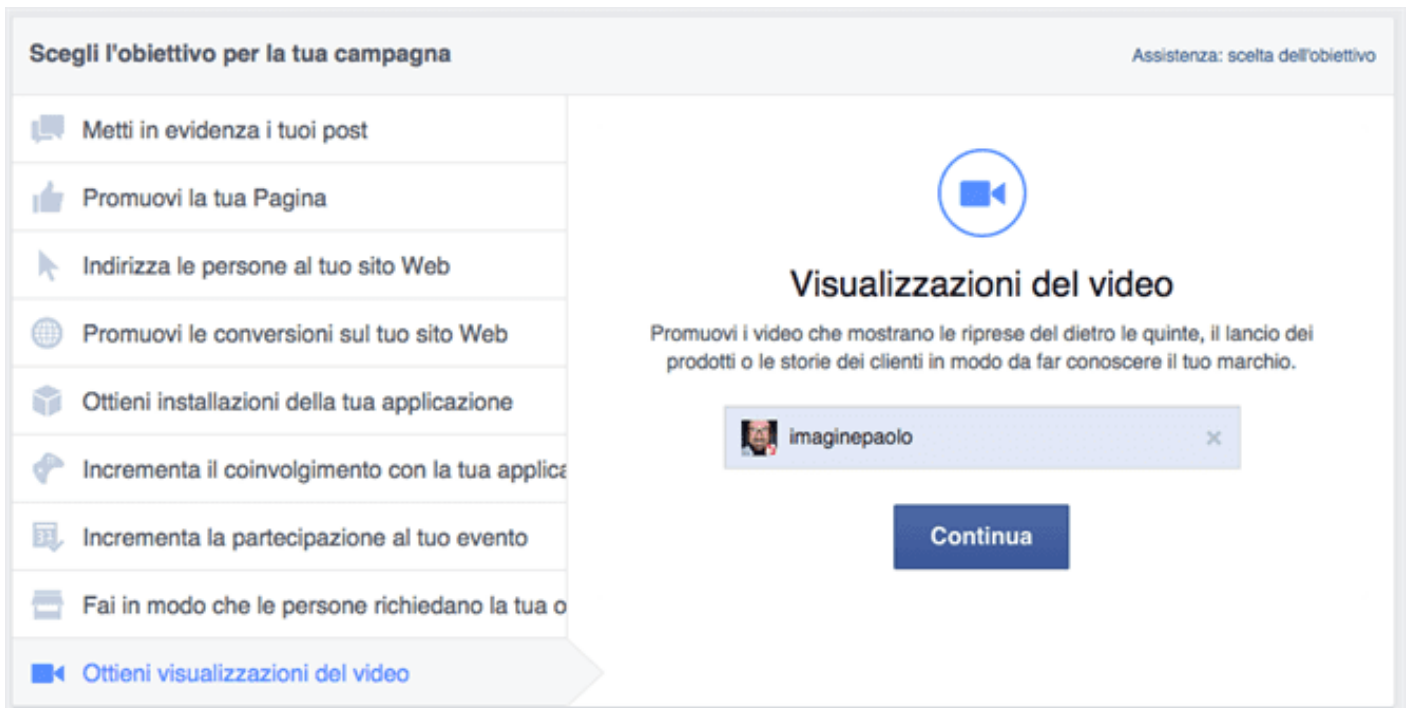 Scegli l'obiettivo per la tua campagna
Assistenza: scelta dell'obiettivo
Metti in evidenza i tuoi post
Promuovi la tua Pagina
Indirizza le persone al tuo sito Web
Promuovi le conversioni sul tuo sito Web
Ottieni installazioni della tua applicazione
Incrementa il coinvolgimento con la tua applica
Incrementa la partecipazione al tuo evento
Fai in modo che le persone richiedano la tua o
Ottieni visualizzazioni del video
Visualizzazioni del video
Promuovi i video che mostrano le riprese del dietro le quinte, il lancio dei
prodotti o le storie dei clienti in modo da far conoscere il tuo marchio.
imaginepaolo
Continua